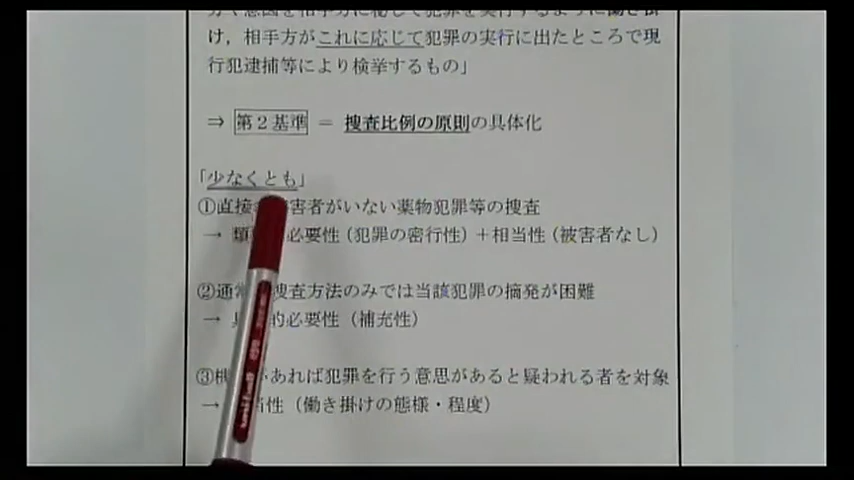 け，相手方がこれに応じて犯罪の実行に出たところで現
行犯逮捕等により検挙するもの」
⇒ 第２基準 ＝ 捜査比例の原則の具体化
「少なくとも」
①直接 害者がいない薬物犯罪等の捜査
→ 類 必要性（犯罪の密行性）＋相当性（被害者なし）
②通常 捜査方法のみでは当該犯罪の摘発が困難
→ 的必要性（補充性）
③機 あれば犯罪を行う意思があると疑われる者を対象
→ 当性（働き掛けの態様・程度）